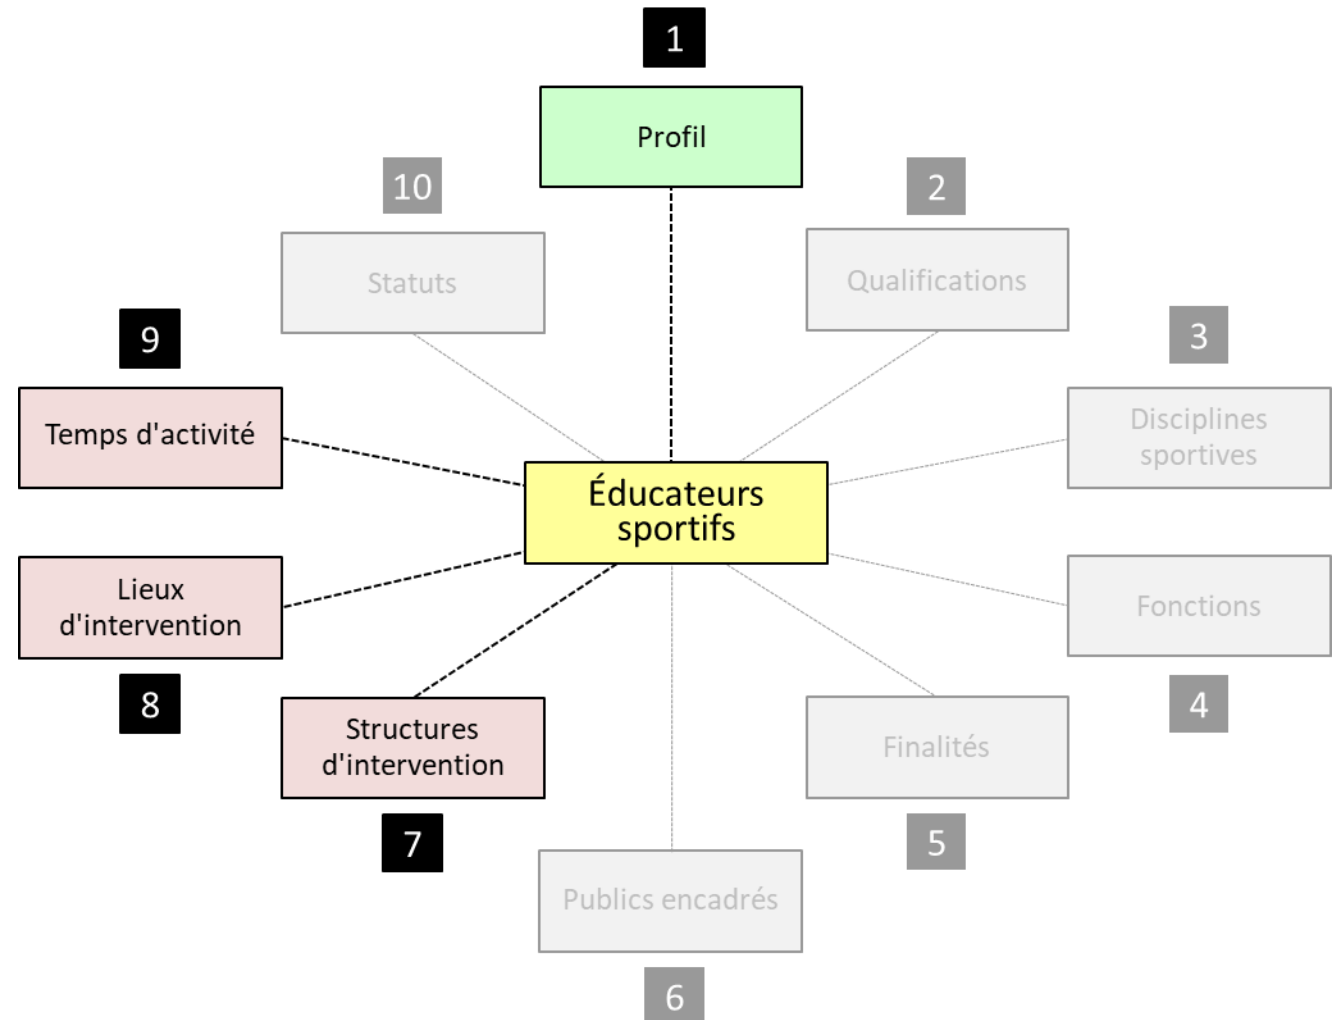 1
Profil
10
2
Statuts
Qualifications
9
3
Temps d'activité
Disciplines
sportives
Éducateurs
sportifs
Lieux
d'intervention
Fonctions
8
4
Structures
d'intervention
Finalités
7
5
Publics encadrés
6